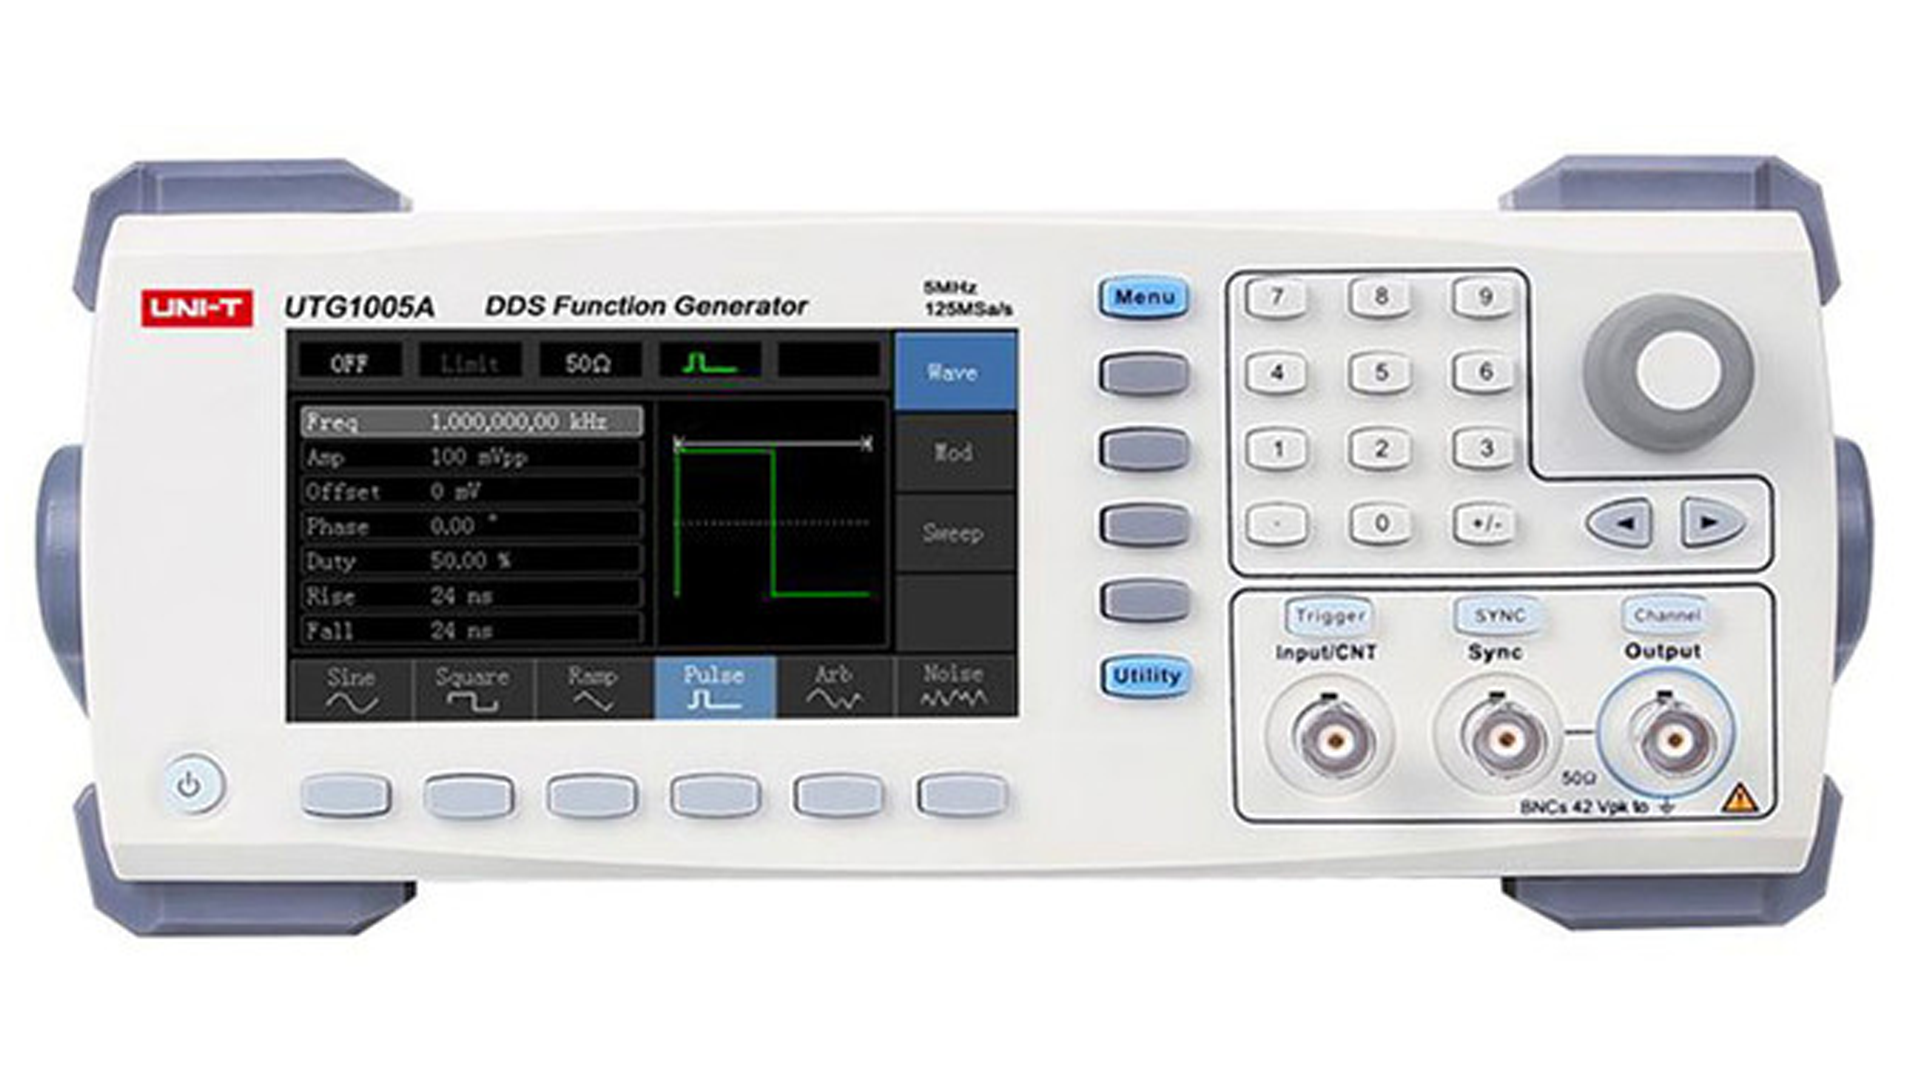 UNI-T UTG1005A DDS Function Generator 5MHz
125MSa/s
OFF Limit 50Ω Wave
Freq 1.000,000,00 kHz
Amp 100 mVpp
Offset 0 mV
Phase 0.00 °
Duty 50.00 %
Rise 24 ns
Fall 24 ns
Mod
Sweep
Sine Square Ramp Pulse Arb Noise
Menu
Utility
7 8 9
4 5 6
1 2 3
. 0 +/-
Trigger SYNC Channel
Input/CNT Sync Output
50Ω
BNCs 42 Vpk to